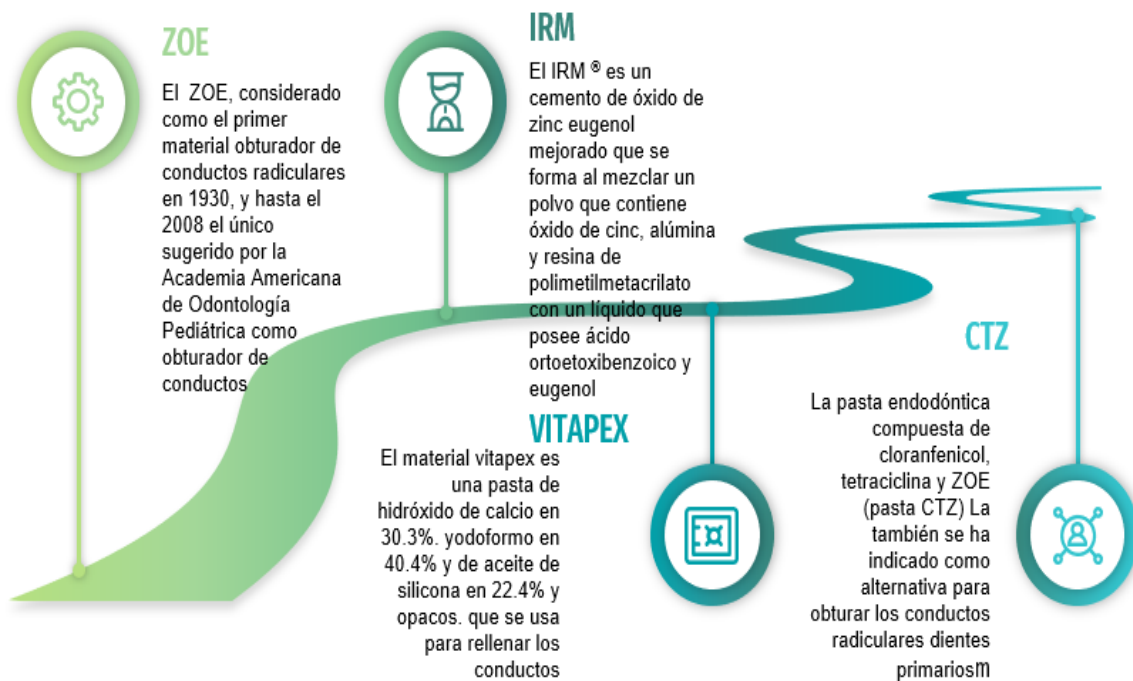 ZOE
El ZOE, considerado
como el primer
material obturador de
conductos radiculares
en 1930, y hasta el
2008 el único
sugerido por la
Academia Americana
de Odontología
Pediátrica como
obturador de
conductos
IRM
El IRM ® es un
cemento de óxido de
zinc eugenol
mejorado que se
forma al mezclar un
polvo que contiene
óxido de cinc, alúmina
y resina de
polimetilmetacrilato
con un líquido que
posee ácido
ortoetoxibenzoico y
eugenol
VITAPEX
El material vitapex es
una pasta de
hidróxido de calcio en
30.3%. yodoformo en
40.4% y de aceite de
silicona en 22.4% y
opacos. que se usa
para rellenar los
conductos
CTZ
La pasta endodóntica
compuesta de
cloranfenicol,
tetraciclina y ZOE
(pasta CTZ) La
también se ha
indicado como
alternativa para
obturar los conductos
radiculares dientes
primariosm